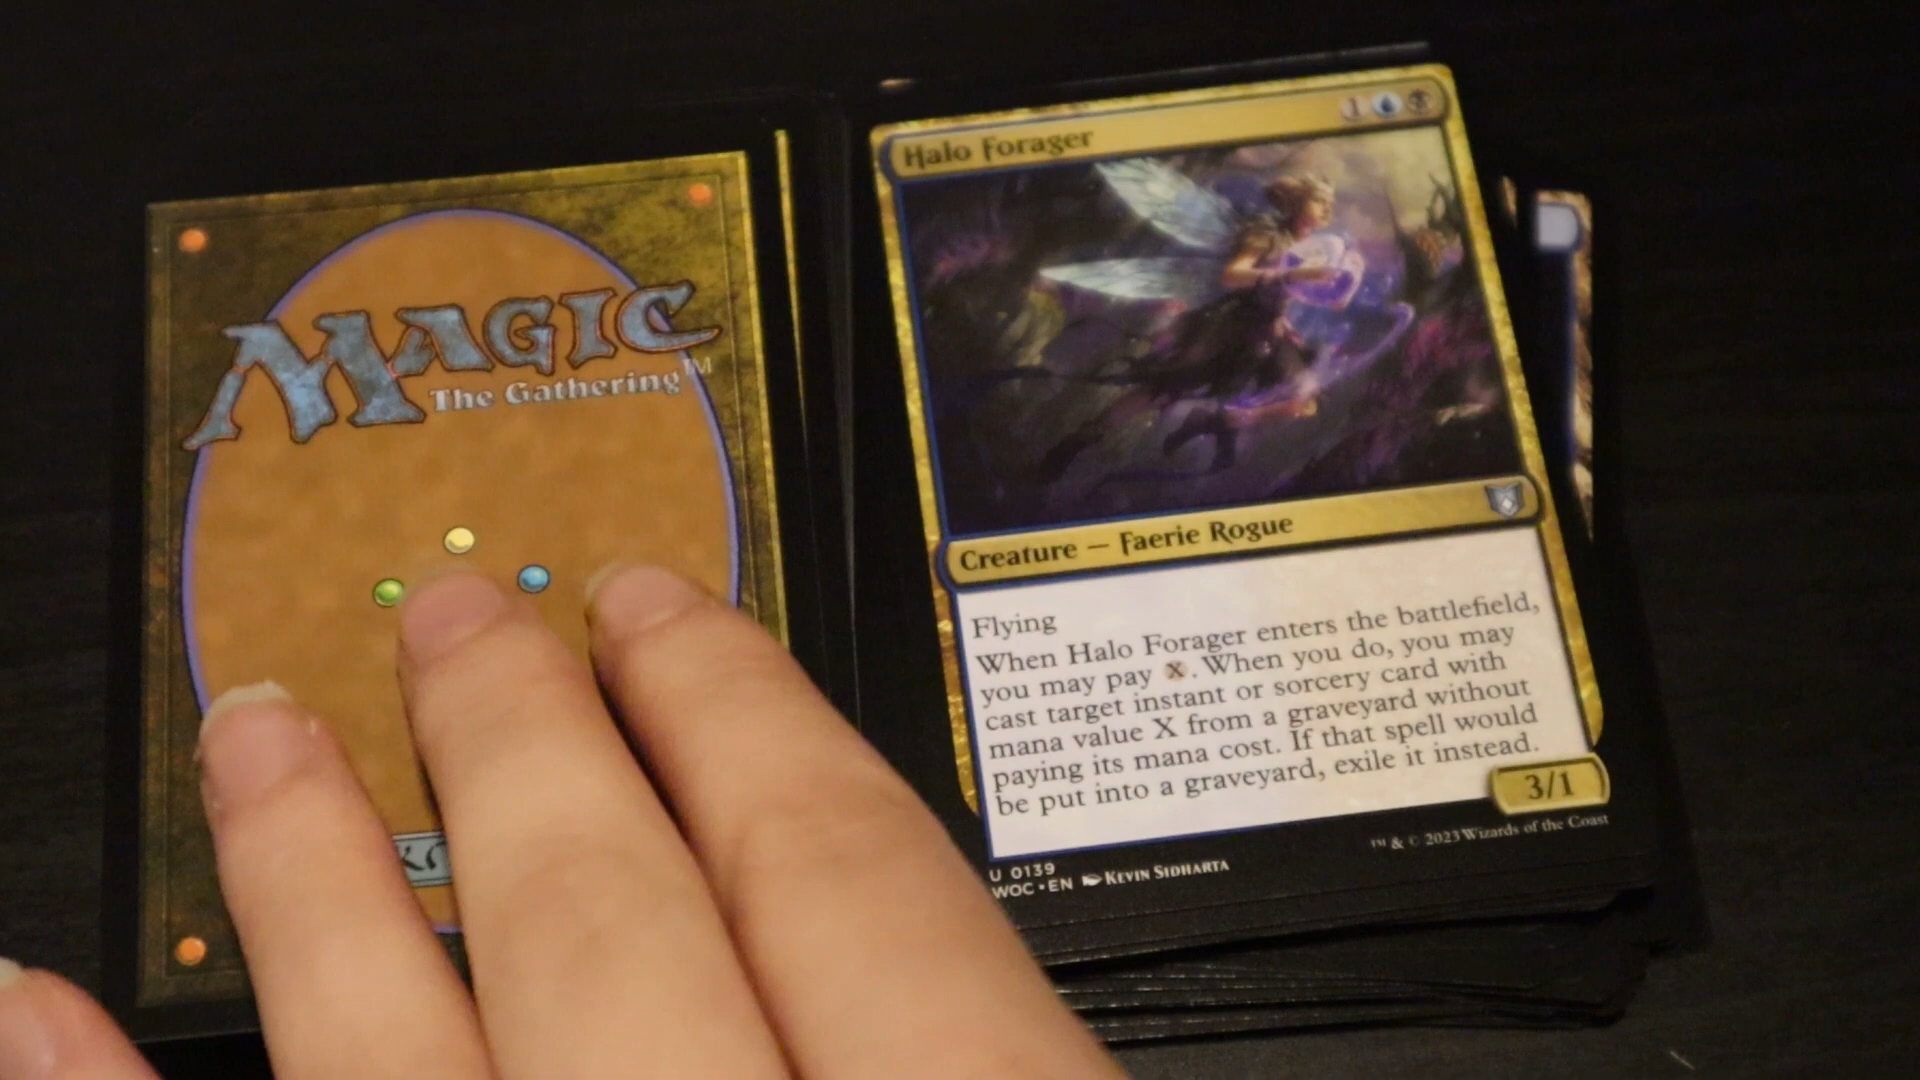 MAGIC
The Gathering™
Halo Forager
1
Creature — Faerie Rogue
Flying
When Halo Forager enters the battlefield,
you may pay X. When you do, you may
cast target instant or sorcery card with
mana value X from a graveyard without
paying its mana cost. If that spell would
be put into a graveyard, exile it instead.
3/1
U 0139
WOC • EN Kevin Sidharta
™ & © 2023 Wizards of the Coast